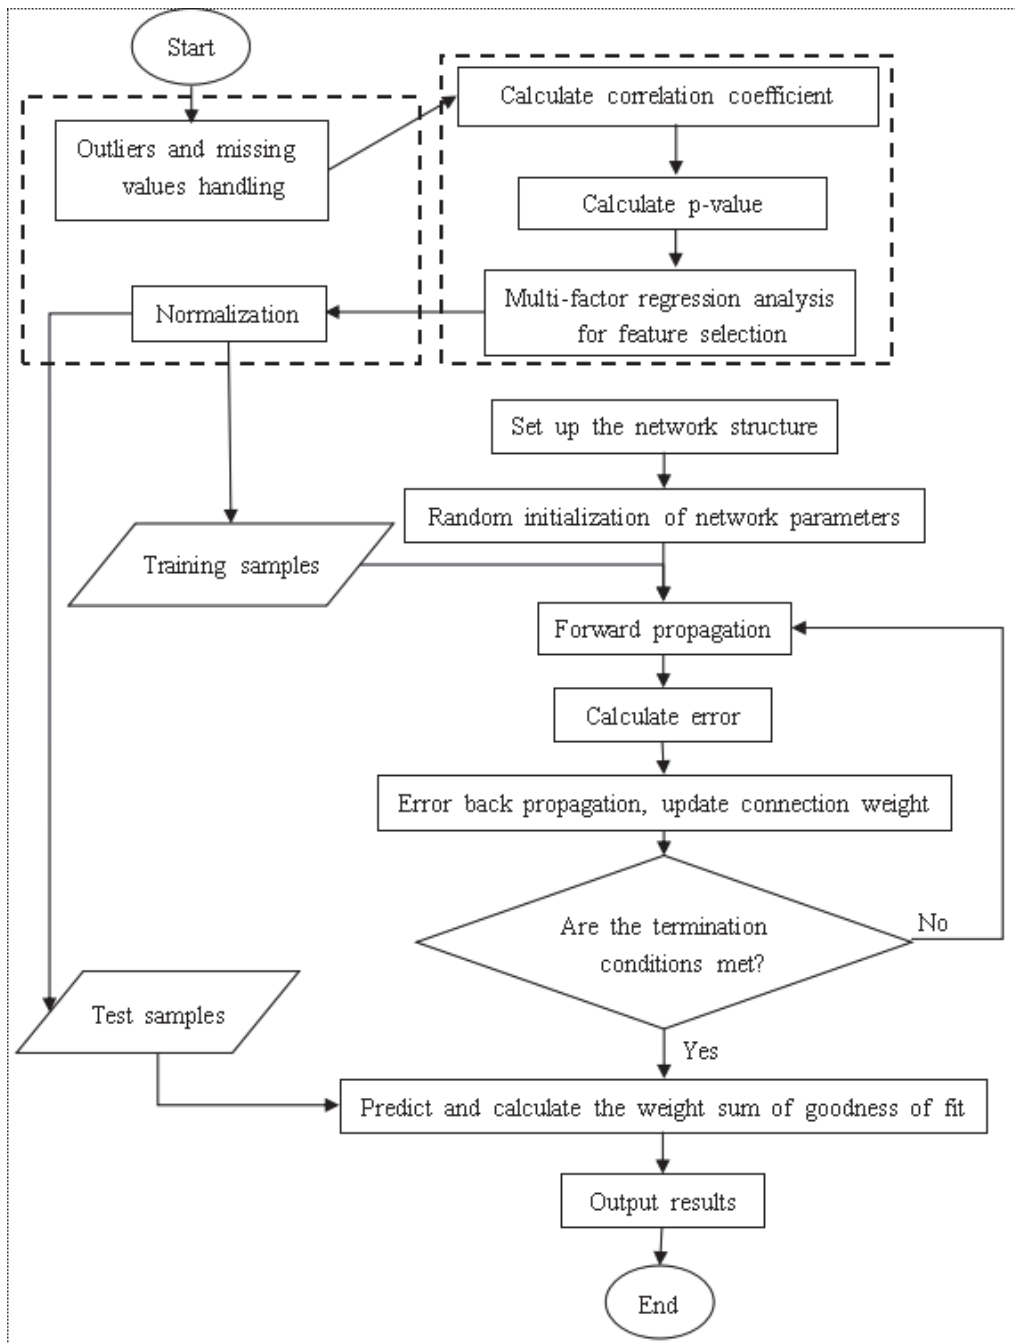 Start
Outliers and missing
values handling
Calculate correlation coefficient
Calculate p-value
Multi-factor regression analysis
for feature selection
Normalization
Set up the network structure
Random initialization of network parameters
Training samples
Forward propagation
Calculate error
Error back propagation, update connection weight
Are the termination
conditions met?
No
Yes
Test samples
Predict and calculate the weight sum of goodness of fit
Output results
End